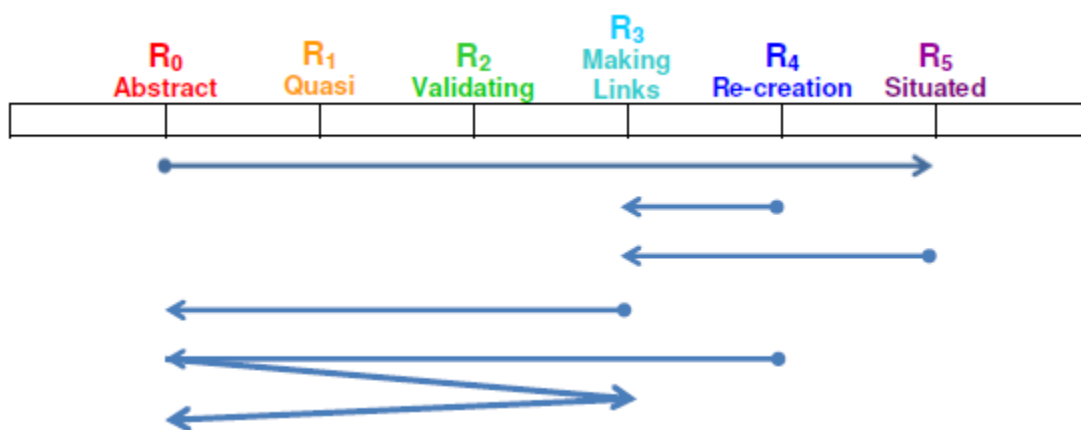 R₀
Abstract
R₁
Quasi
R₂
Validating
R₃
Making
Links
R₄
Re-creation
R₅
Situated